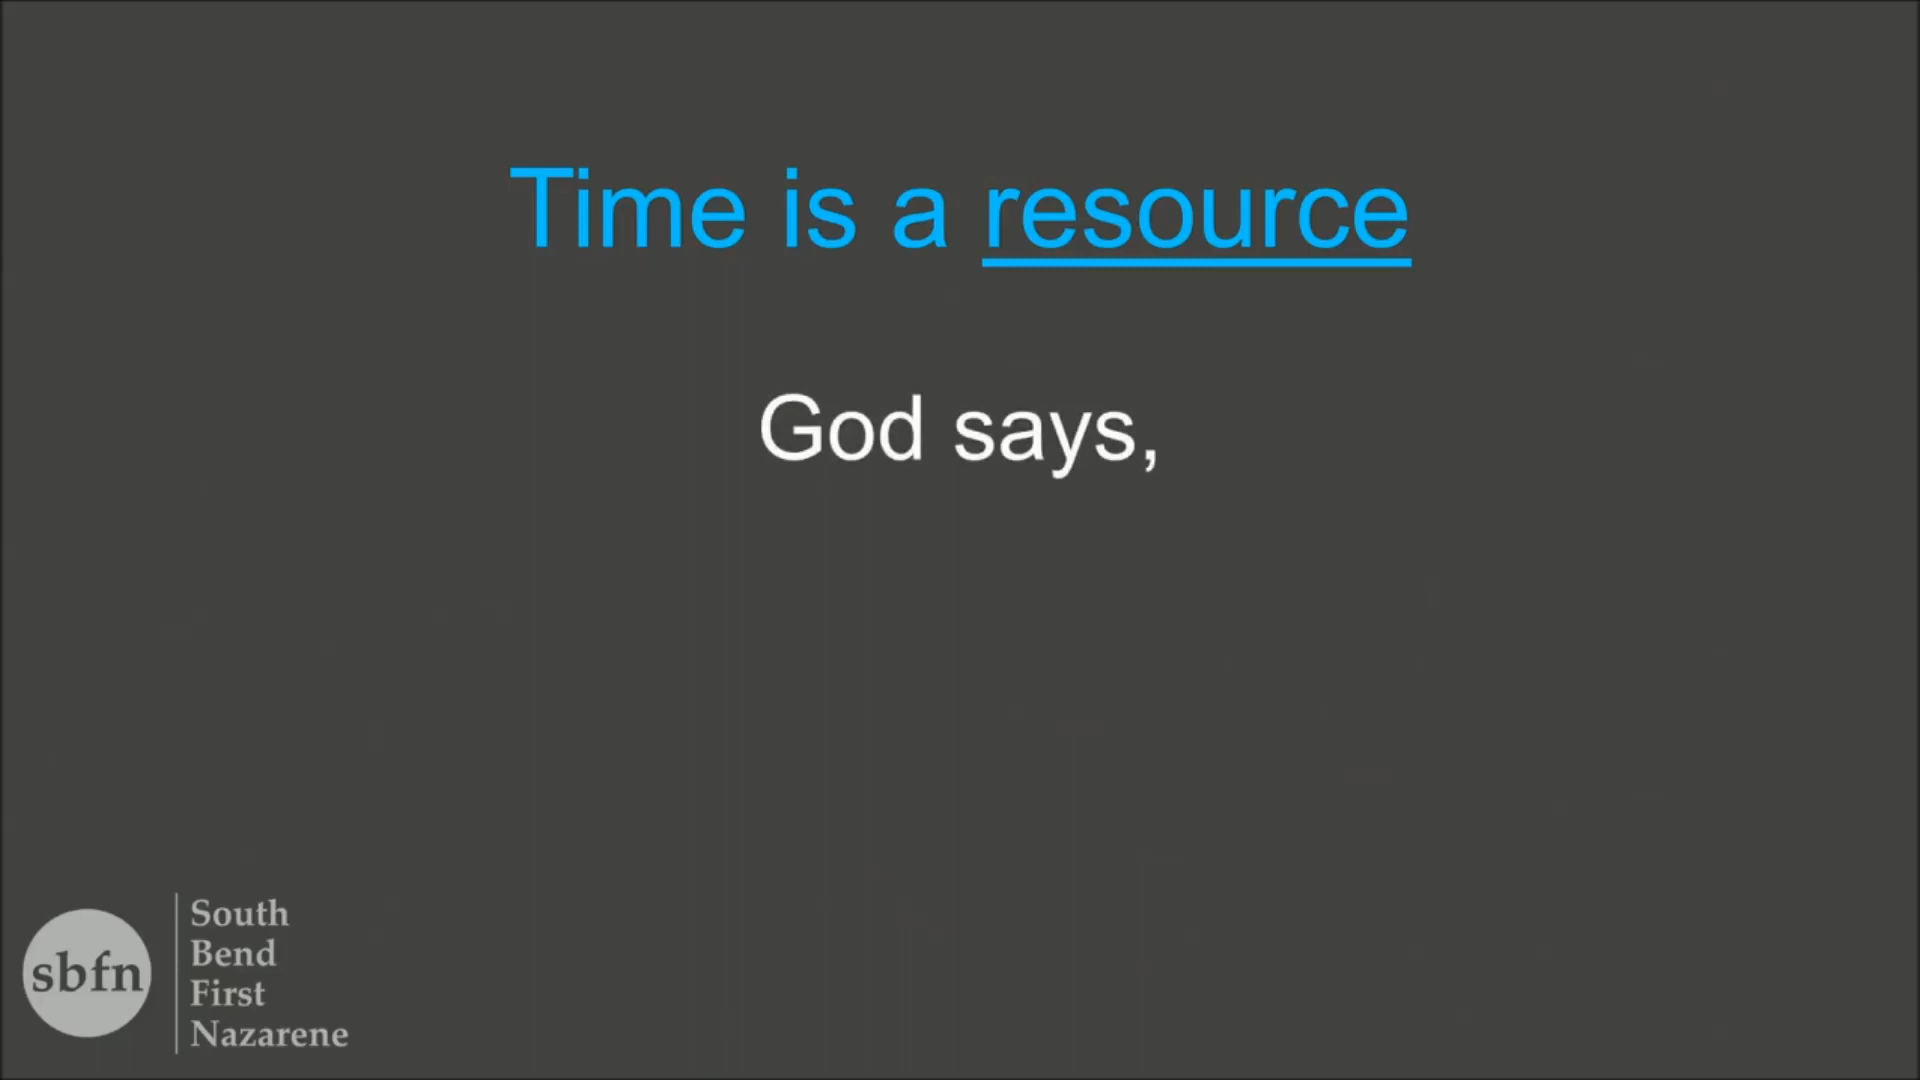 Time is a resource
God says,
sbfn
South
Bend
First
Nazarene